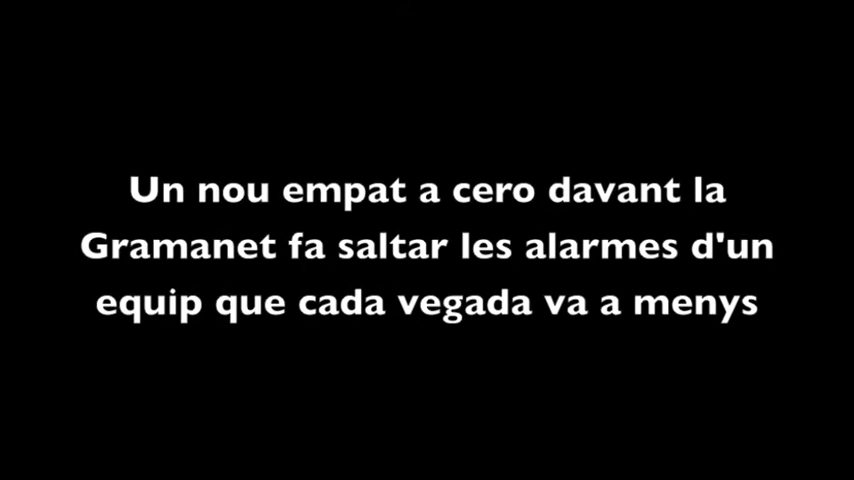 Un nou empat a cero davant la
Gramanet fa saltar les alarmes d'un
equip que cada vegada va a menys